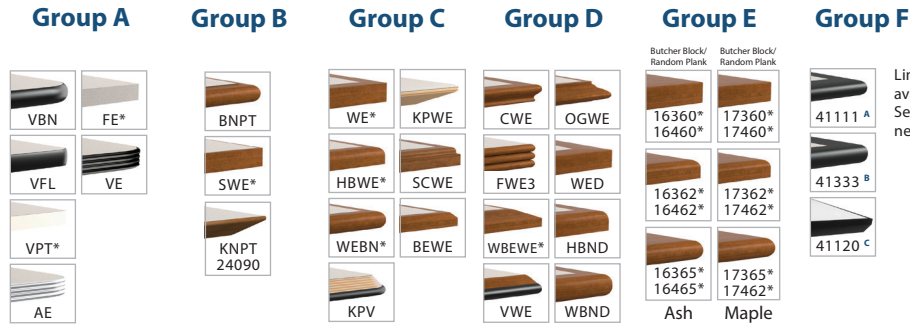 Group A
Group B
Group C
Group D
Group E
Group F
Butcher Block/
Random Plank
Butcher Block/
Random Plank
VBN
FE*
BNPT
WE*
KPWE
CWE
OGWE
16360*
16460*
17360*
17460*
41111 A
VFL
VE
SWE*
HBWE*
SCWE
FWE3
WED
16362*
16462*
17362*
17462*
41333 B
VPT*
KNPT
24090
WEBN*
BEWE
WBEWE*
HBND
16365*
16465*
17365*
17462*
41120 C
AE
KPV
VWE
WBND
Ash
Maple